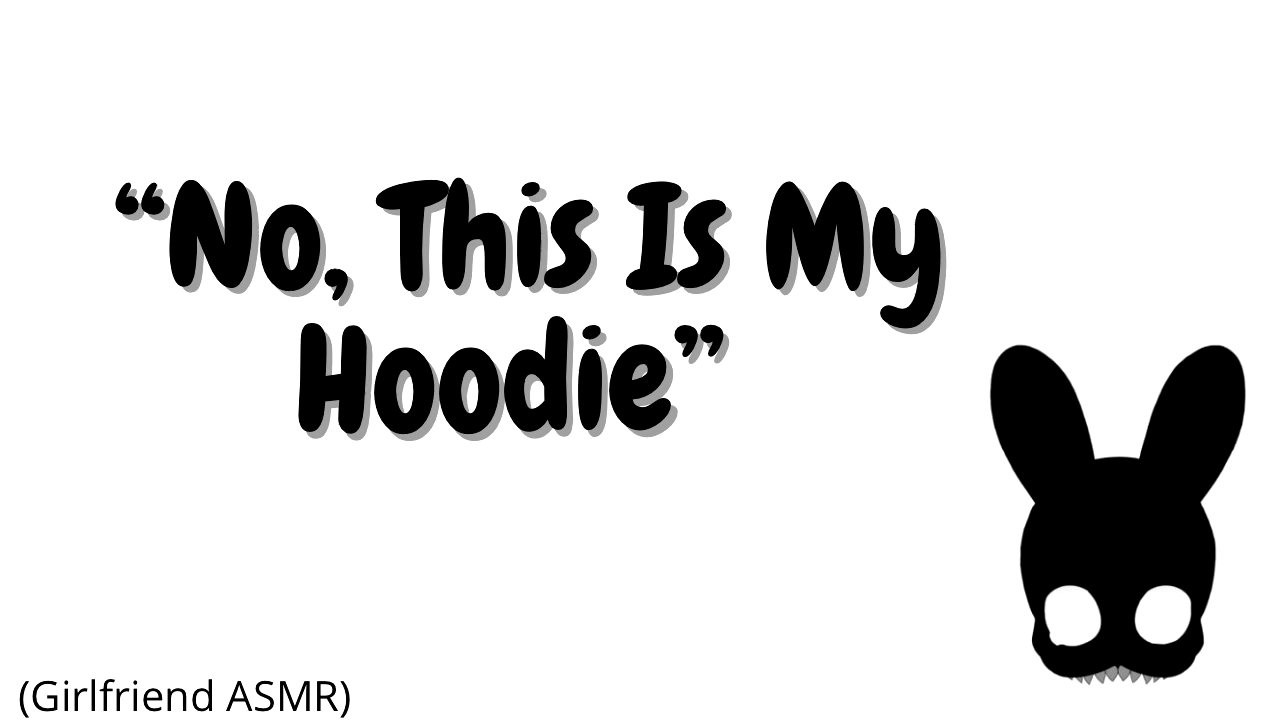 “No, This Is My
Hoodie”
(Girlfriend ASMR)